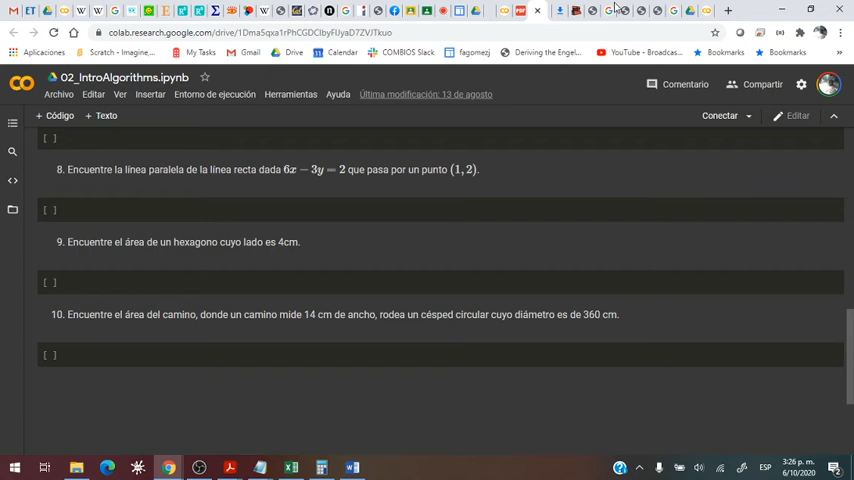 colab.research.google.com/drive/1DmaSqxa1rPhCGDClbyFIJyaD7ZVJTkuo
Aplicaciones
Scratch - Imagine,...
Gmail
Drive
Calendar
COMBIOS Slack
fagomezj
Deriving the Engel...
YouTube - Broadcas...
Bookmarks
Bookmarks
02_IntroAlgorithms.ipynb
Comentario
Compartir
Archivo Editar Ver Insertar Entorno de ejecución Herramientas Ayuda Última modificación: 13 de agosto
+ Código + Texto
Conectar
Editar
[ ]
8. Encuentre la línea paralela de la línea recta dada 6x − 3y = 2 que pasa por un punto (1, 2).
[ ]
9. Encuentre el área de un hexagono cuyo lado es 4cm.
[ ]
10. Encuentre el área del camino, donde un camino mide 14 cm de ancho, rodea un césped circular cuyo diámetro es de 360 cm.
[ ]
ESP
3:26 p. m.
6/10/2020